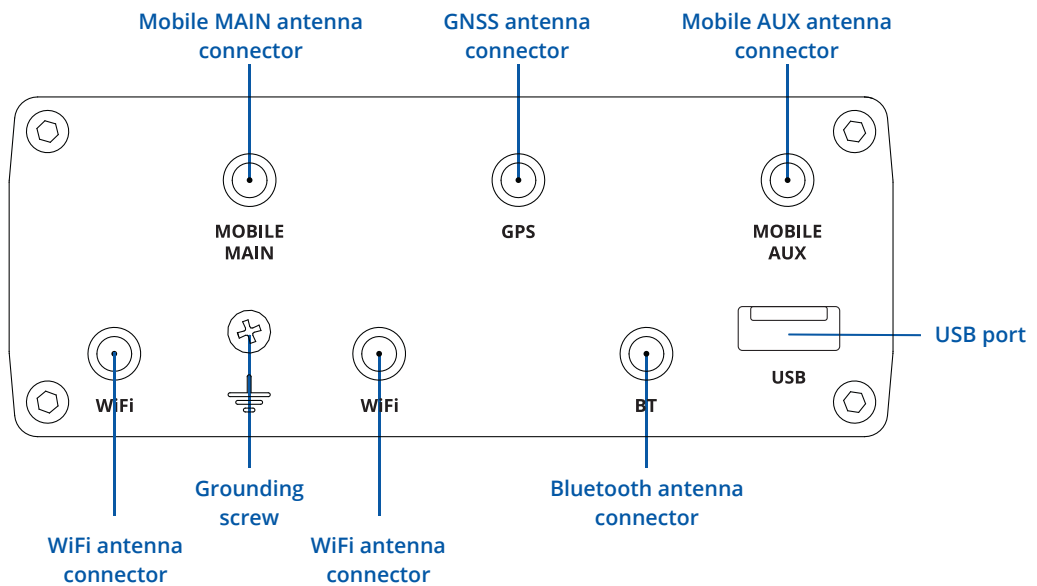 Mobile MAIN antenna
connector
GNSS antenna
connector
Mobile AUX antenna
connector
MOBILE
MAIN
GPS
MOBILE
AUX
USB port
USB
WiFi
WiFi
BT
Grounding
screw
Bluetooth antenna
connector
WiFi antenna
connector
WiFi antenna
connector